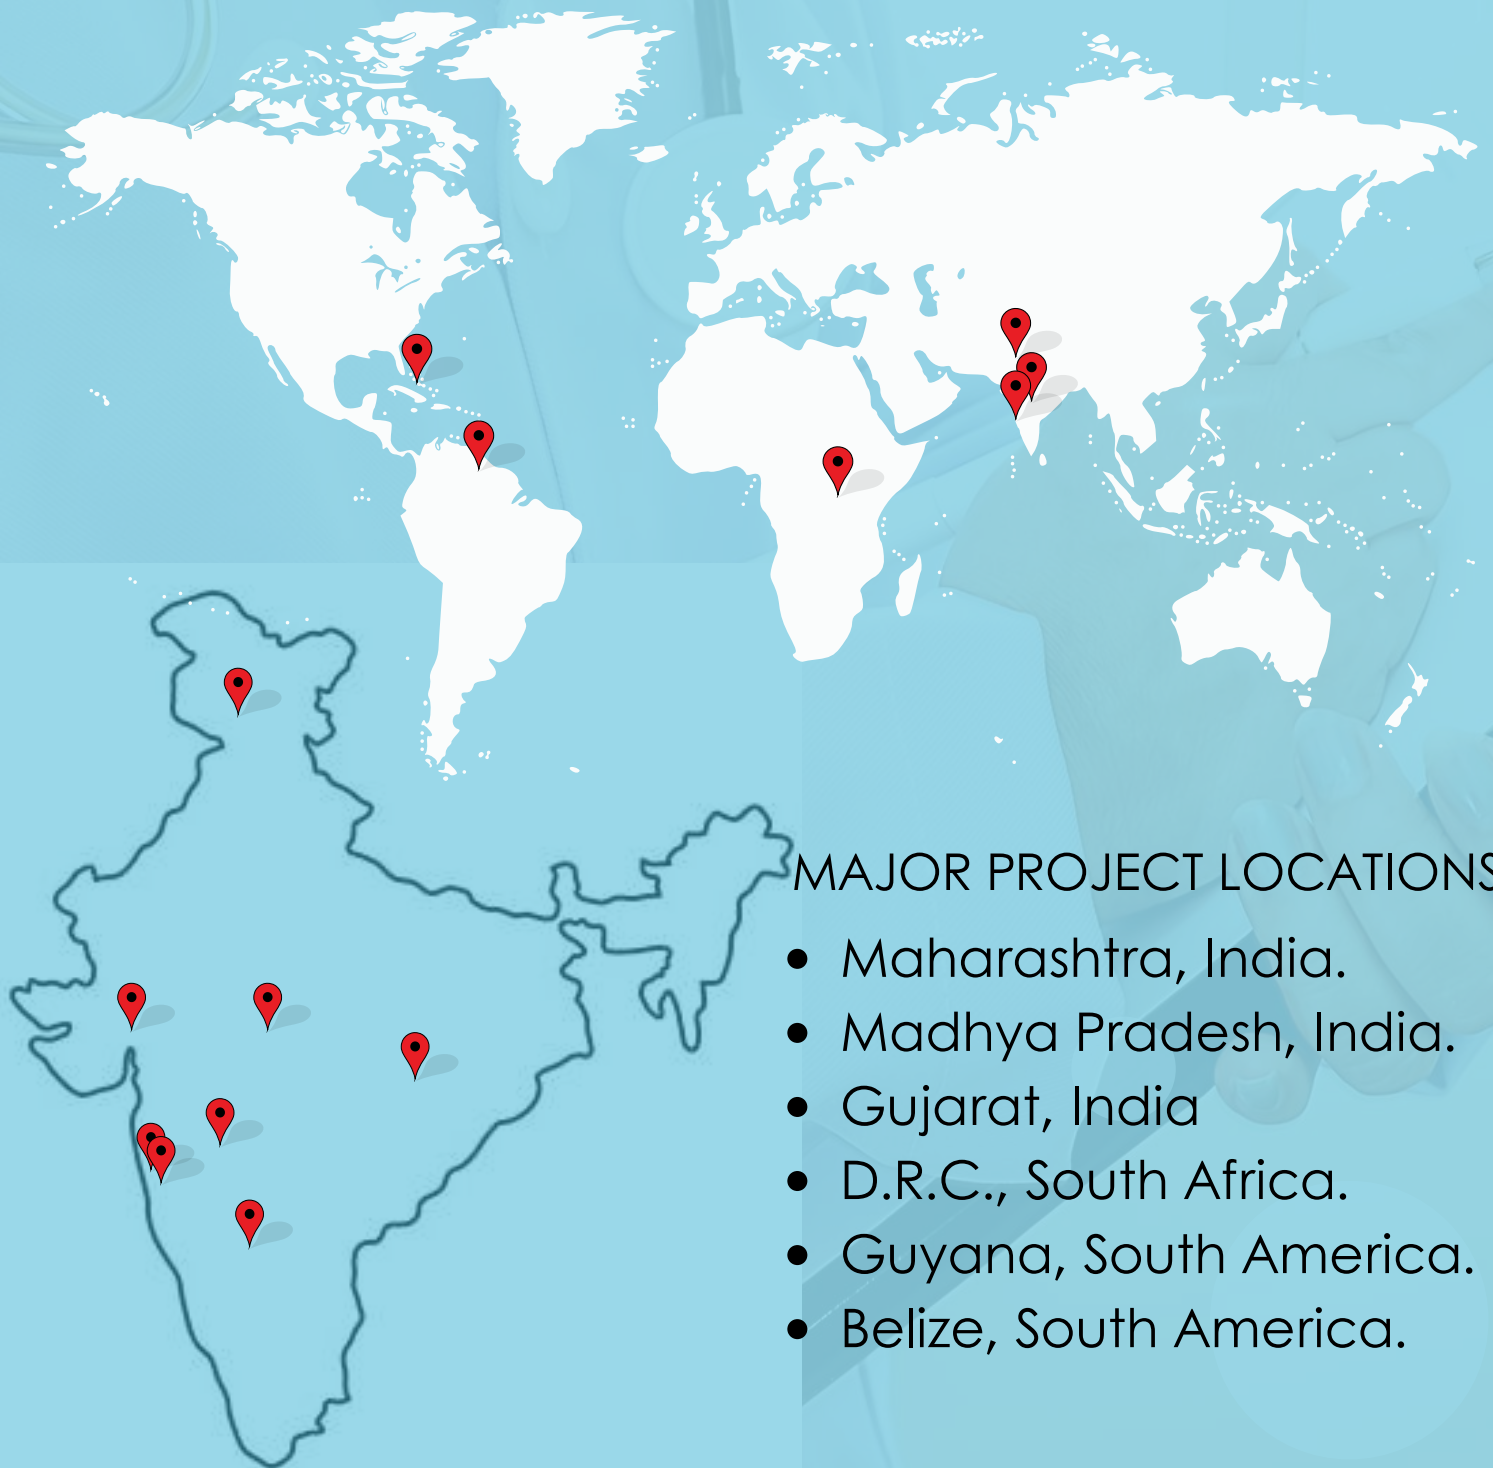 MAJOR PROJECT LOCATIONS
• Maharashtra, India.
• Madhya Pradesh, India.
• Gujarat, India
• D.R.C., South Africa.
• Guyana, South America.
• Belize, South America.